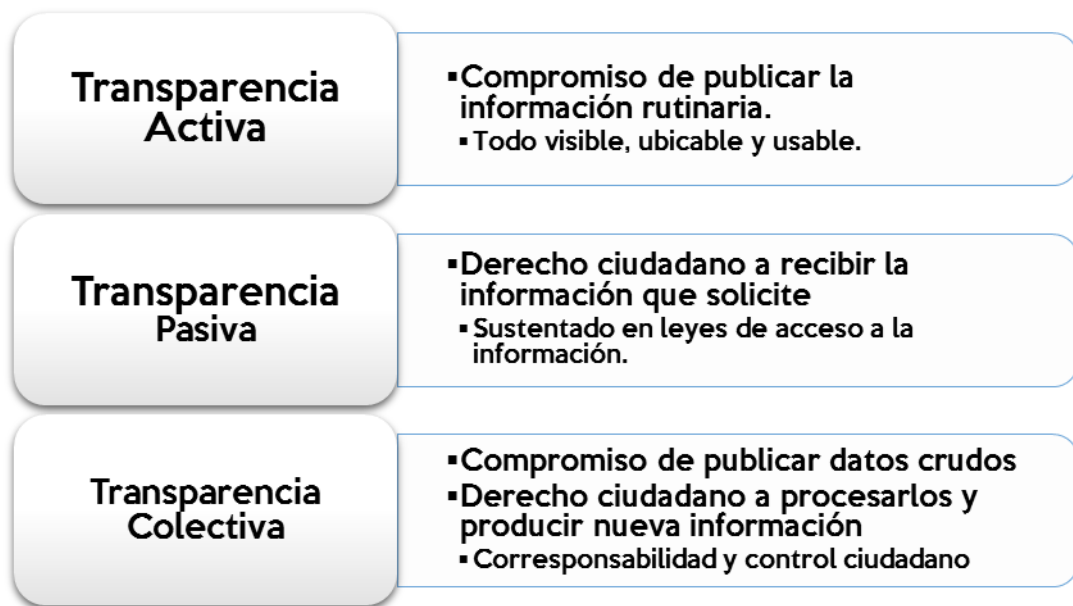 Transparencia
Activa
▪Compromiso de publicar la
información rutinaria.
▪Todo visible, ubicable y usable.
Transparencia
Pasiva
▪Derecho ciudadano a recibir la
información que solicite
▪Sustentado en leyes de acceso a la
información.
Transparencia
Colectiva
▪Compromiso de publicar datos crudos
▪Derecho ciudadano a procesarlos y
producir nueva información
▪Corresponsabilidad y control ciudadano